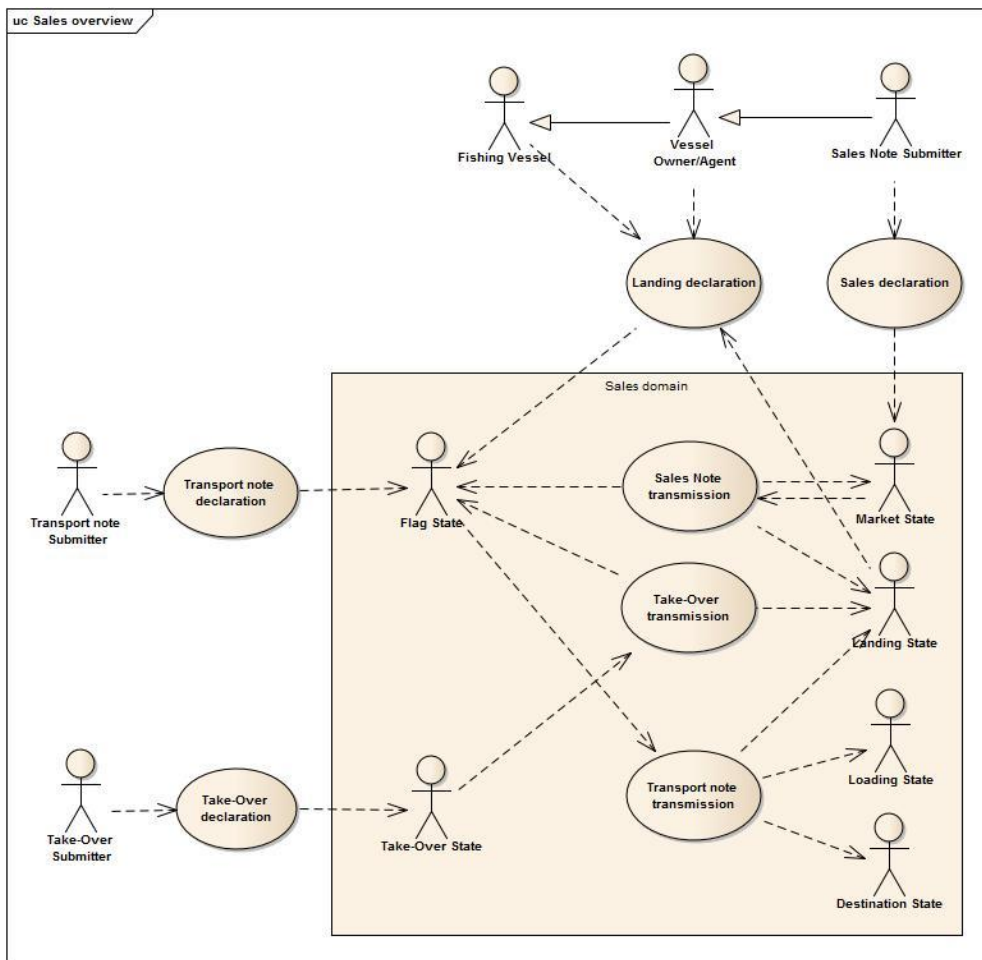 uc Sales overview
Fishing Vessel
Vessel
Owner/Agent
Sales Note Submitter
Landing declaration
Sales declaration
Sales domain
Transport note
Submitter
Transport note
declaration
Flag State
Sales Note
transmission
Market State
Take-Over
transmission
Landing State
Take-Over
Submitter
Take-Over
declaration
Take-Over State
Transport note
transmission
Loading State
Destination State